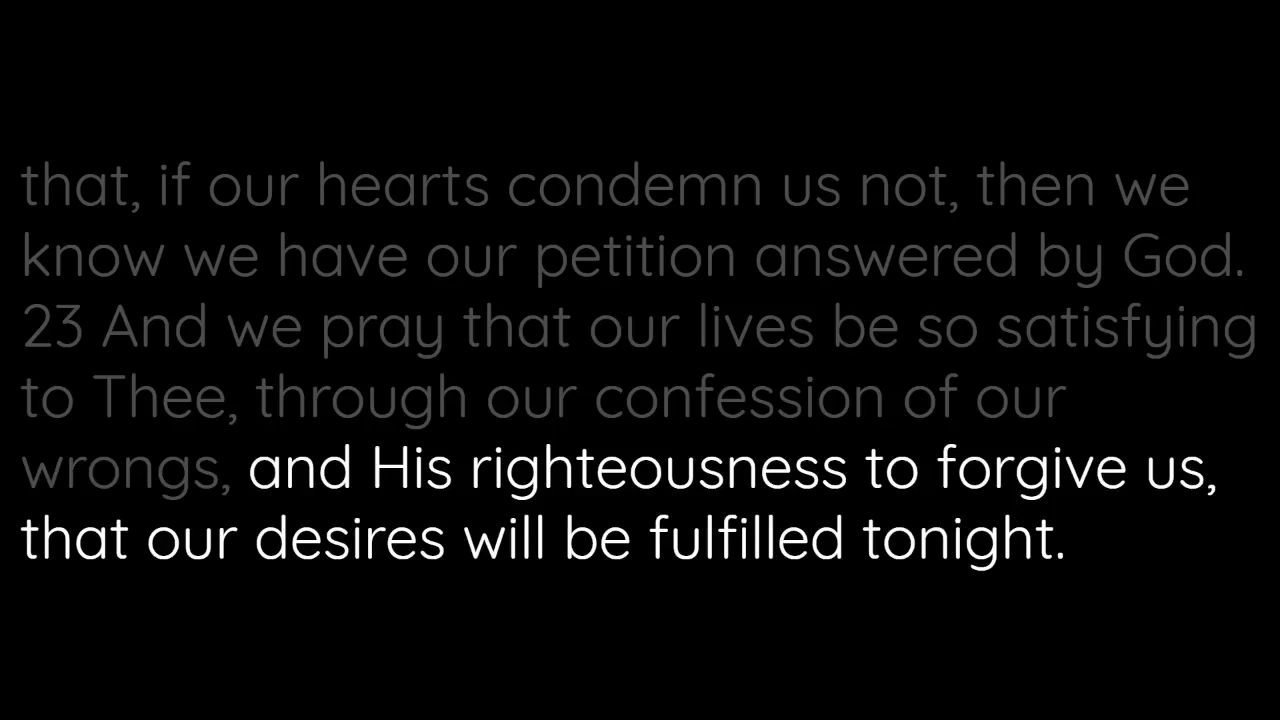 that, if our hearts condemn us not, then we
know we have our petition answered by God.
23 And we pray that our lives be so satisfying
to Thee, through our confession of our
wrongs, and His righteousness to forgive us,
that our desires will be fulfilled tonight.